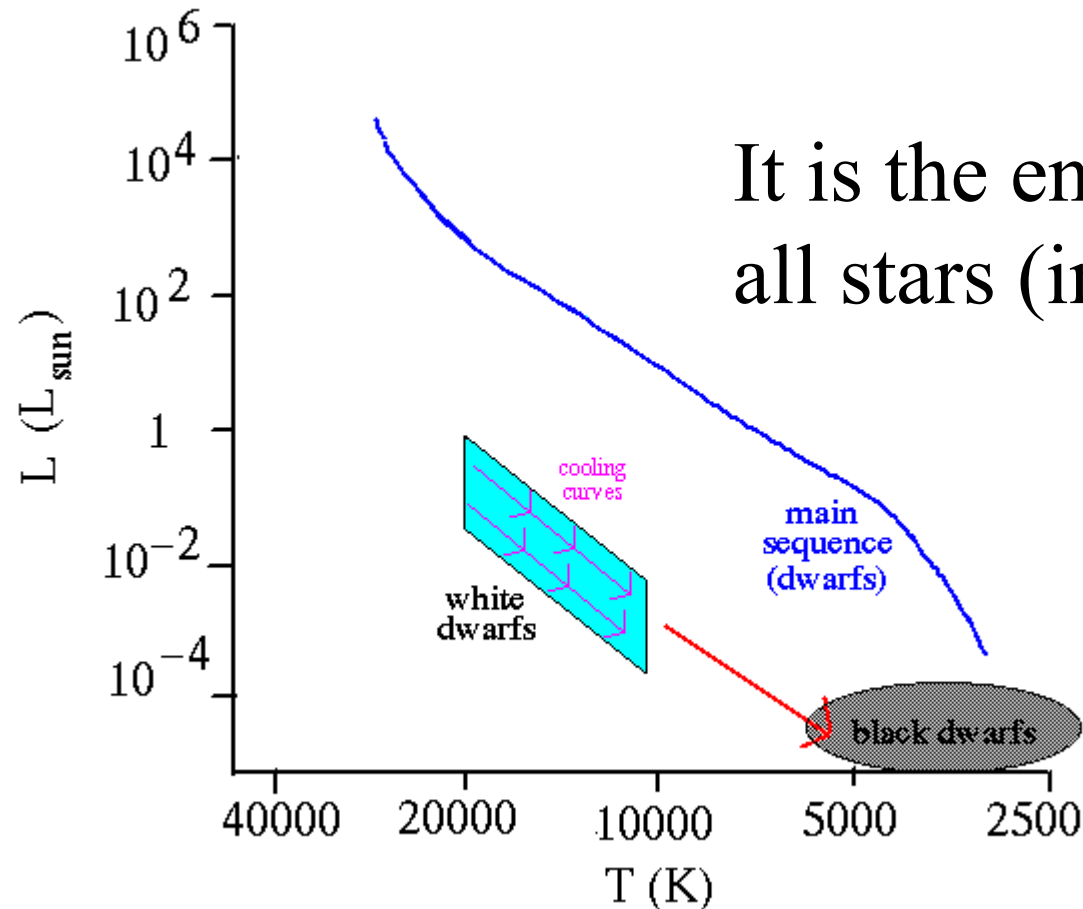 10^6
10^4
10^2
1
10^-2
10^-4
L (L_sun)
It is the en
all stars (in
cooling
curves
main
sequence
(dwarfs)
white
dwarfs
black dwarfs
40000 20000 10000 5000 2500
T (K)